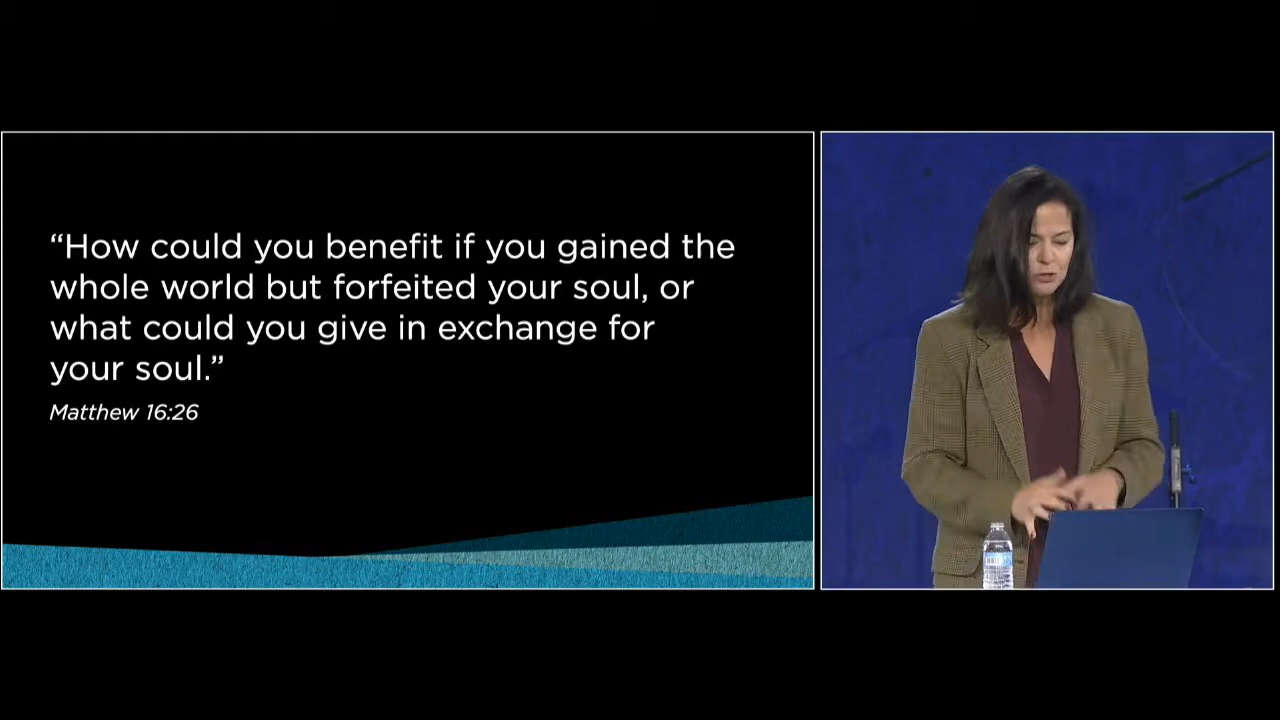 “How could you benefit if you gained the
whole world but forfeited your soul, or
what could you give in exchange for
your soul.”
Matthew 16:26